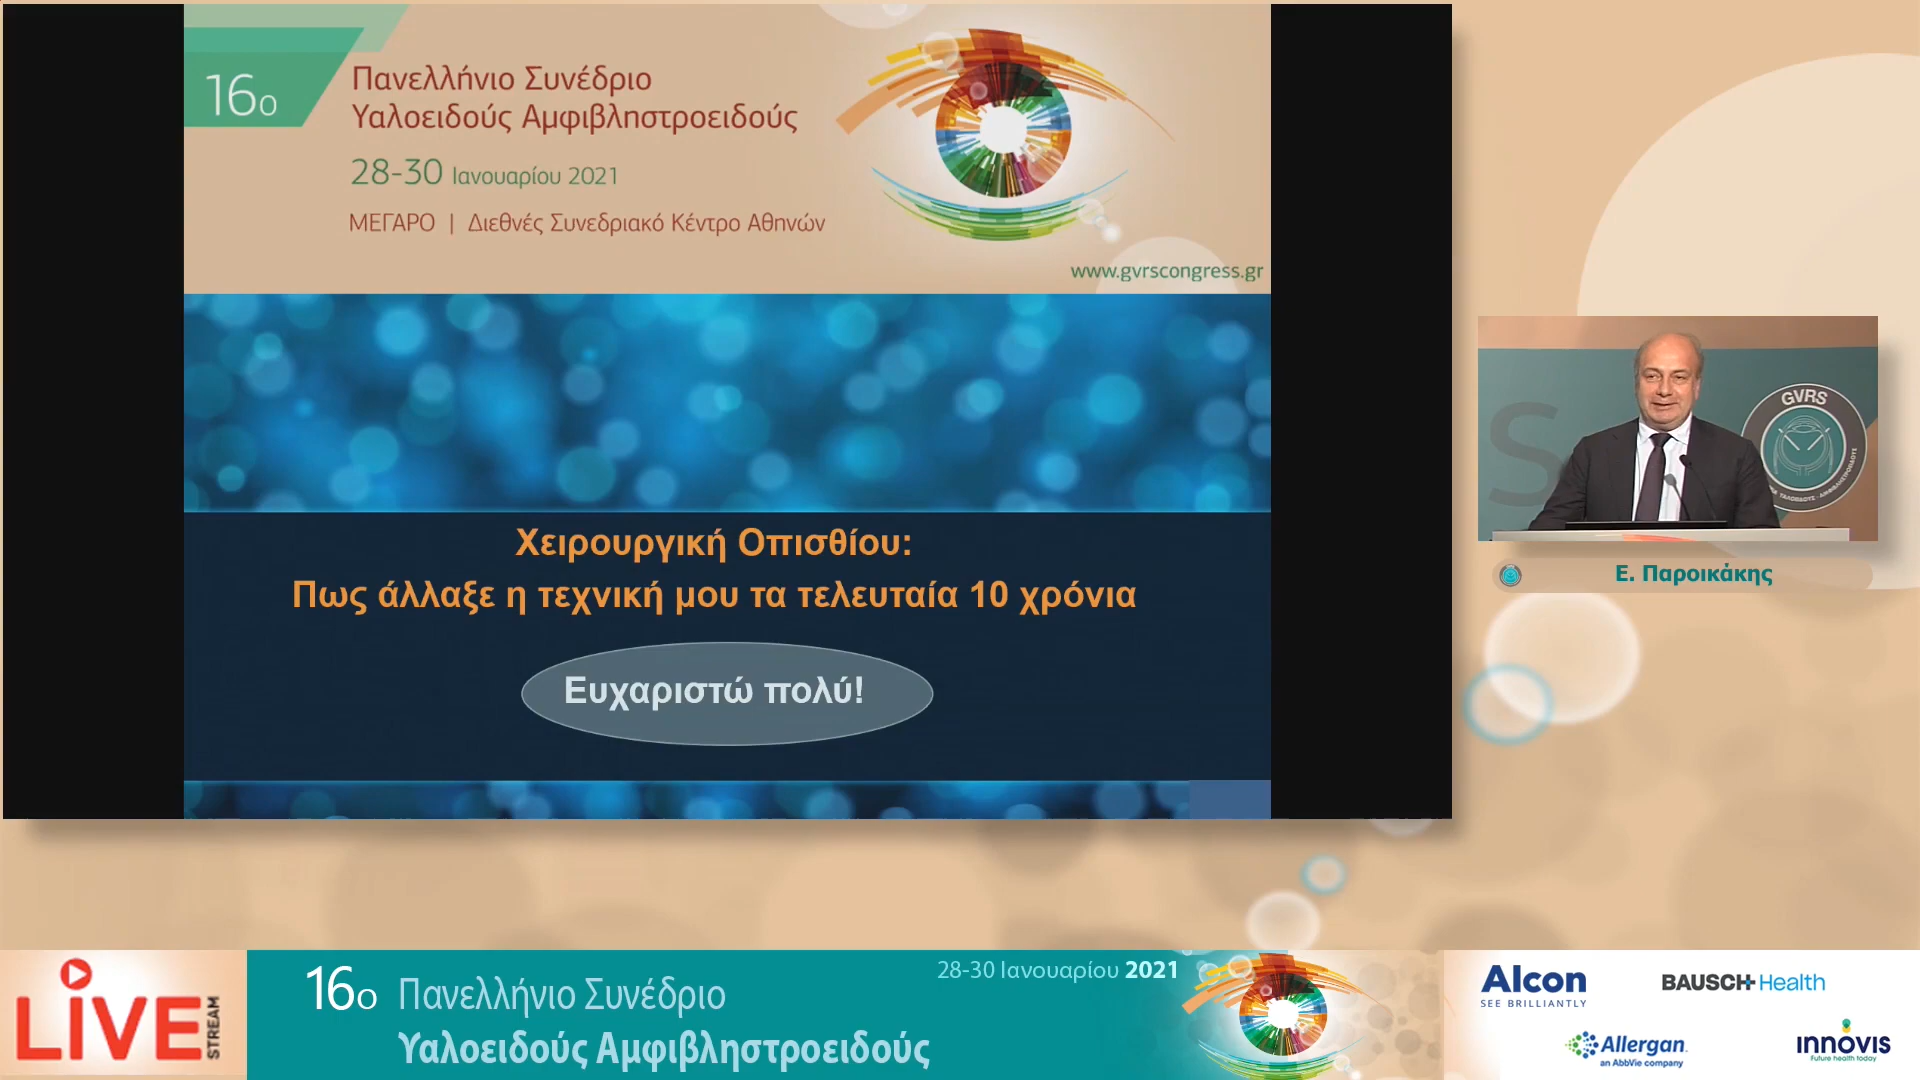 16ο
Πανελλήνιο Συνέδριο
Υαλοειδούς Αμφιβληστροειδούς
28-30 Ιανουαρίου 2021
ΜΕΓΑΡΟ | Διεθνές Συνεδριακό Κέντρο Αθηνών
www.gvrscongress.gr
Χειρουργική Οπισθίου:
Πως άλλαξε η τεχνική μου τα τελευταία 10 χρόνια
Ευχαριστώ πολύ!
S
GVRS
Ε. Παροικάκης
LIVE
STREAM
16ο Πανελλήνιο Συνέδριο
Υαλοειδούς Αμφιβληστροειδούς
28-30 Ιανουαρίου 2021
Alcon
SEE BRILLIANTLY
BAUSCH+Health
Allergan
an AbbVie company
INNOVIS
Future health today